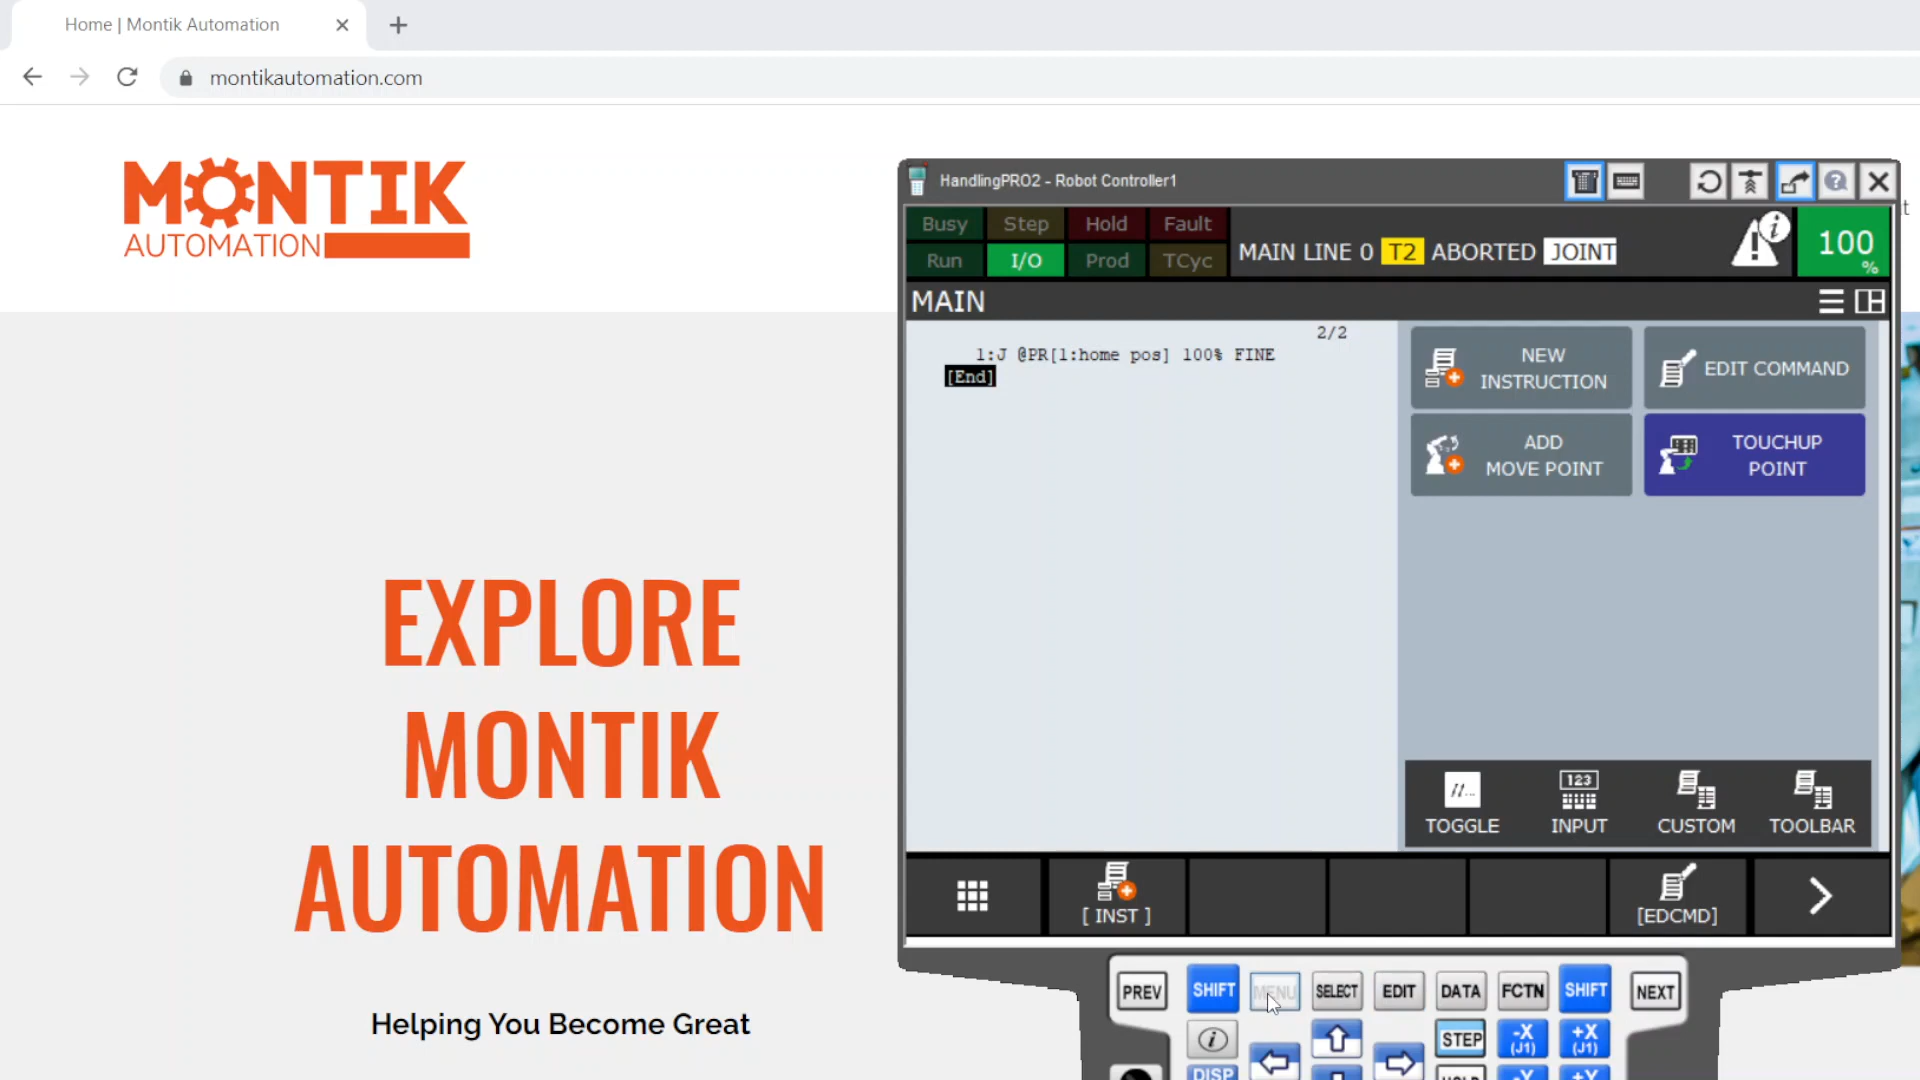 Home | Montik Automation
montikautomation.com
MONTIK
AUTOMATION
EXPLORE
MONTIK
AUTOMATION
Helping You Become Great
HandlingPRO2 - Robot Controller1
Busy Step Hold Fault
Run I/O Prod TCyc
MAIN LINE 0 T2 ABORTED JOINT
100
%
MAIN
2/2
1:J @PR[1:home pos] 100% FINE
[End]
NEW
INSTRUCTION
EDIT COMMAND
ADD
MOVE POINT
TOUCHUP
POINT
123
TOGGLE INPUT CUSTOM TOOLBAR
[ INST ]
[EDCMD]
PREV SHIFT MENU SELECT EDIT DATA FCTN SHIFT NEXT
i
STEP
-X
(J1)
+X
(J1)
DISP
HOLD
-Y
+Y